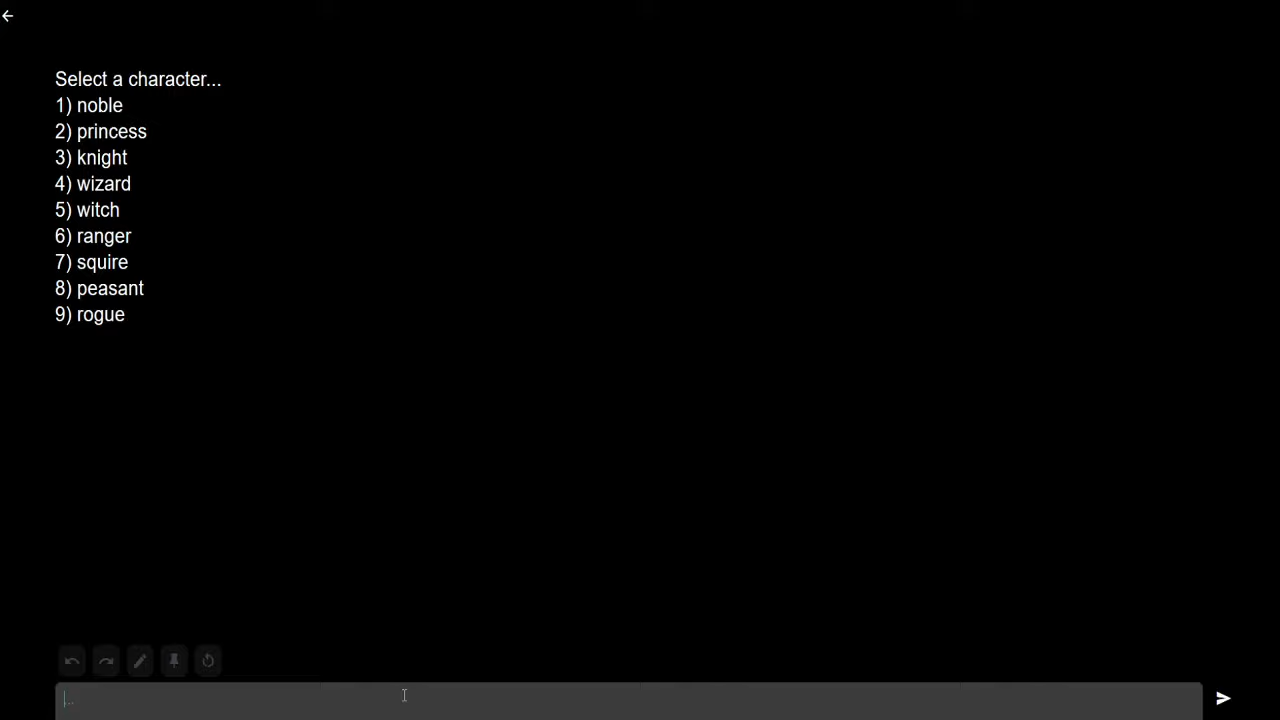 Select a character...
1) noble
2) princess
3) knight
4) wizard
5) witch
6) ranger
7) squire
8) peasant
9) rogue
...